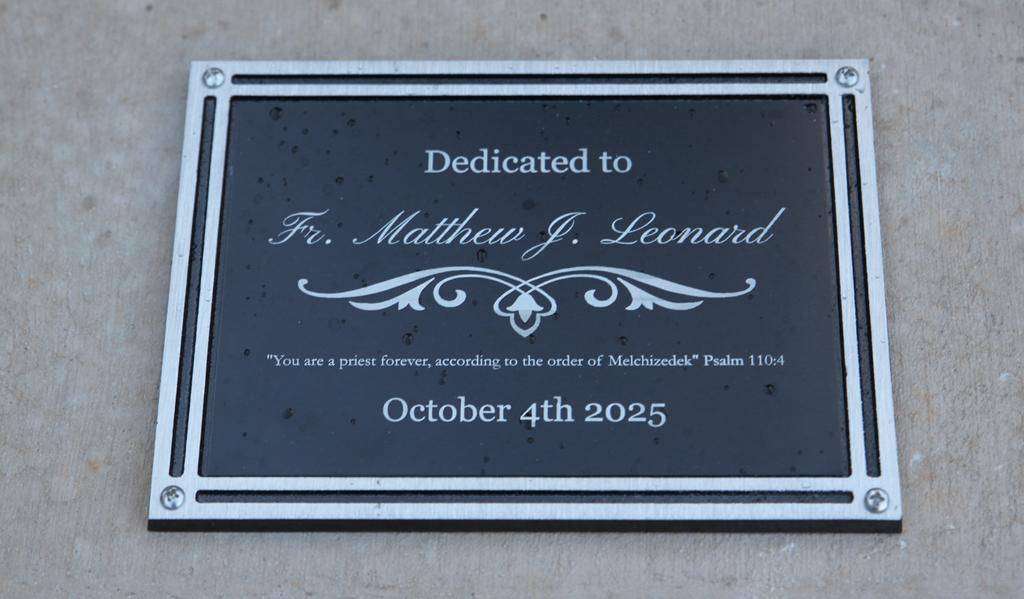 Dedicated to
Fr. Matthew J. Leonard
"You are a priest forever, according to the order of Melchizedek" Psalm 110:4
October 4th 2025